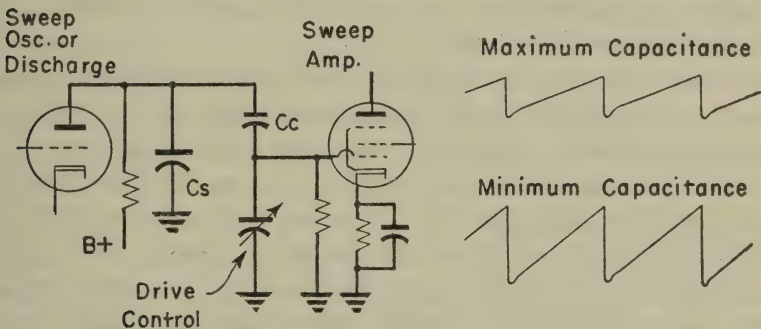 Sweep
Osc. or
Discharge
Sweep
Amp.
Cc
Cs
B+
Drive
Control
Maximum Capacitance
Minimum Capacitance